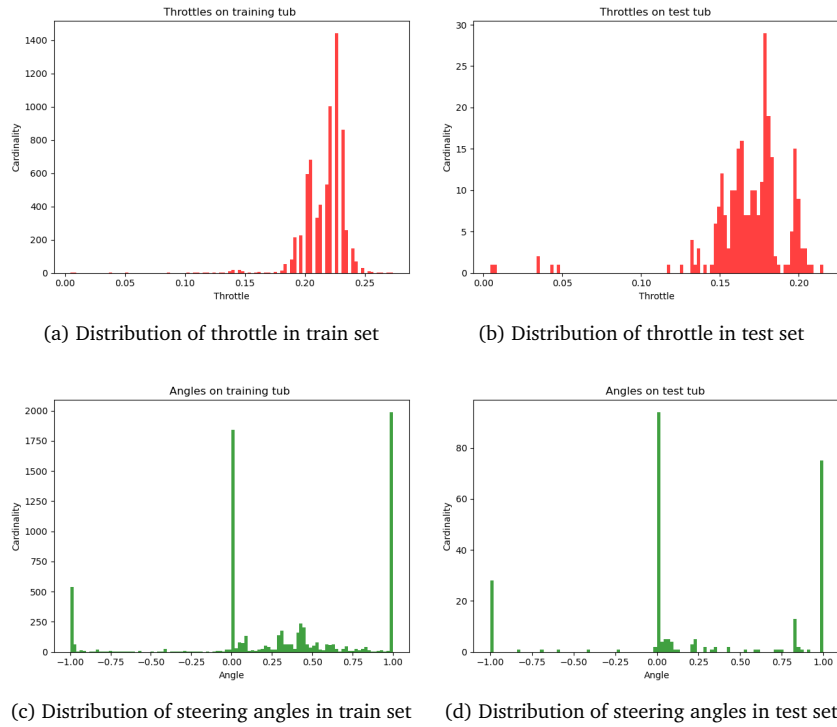 Throttles on training tub
1400
1200
1000
800
600
400
200
0
Cardinality
0.00 0.05 0.10 0.15 0.20 0.25
Throttle
(a) Distribution of throttle in train set
Throttles on test tub
30
25
20
15
10
5
0
Cardinality
0.00 0.05 0.10 0.15 0.20
Throttle
(b) Distribution of throttle in test set
Angles on training tub
2000
1750
1500
1250
1000
750
500
250
0
Cardinality
−1.00 −0.75 −0.50 −0.25 0.00 0.25 0.50 0.75 1.00
Angle
(c) Distribution of steering angles in train set
Angles on test tub
80
60
40
20
0
Cardinality
−1.00 −0.75 −0.50 −0.25 0.00 0.25 0.50 0.75 1.00
Angle
(d) Distribution of steering angles in test set